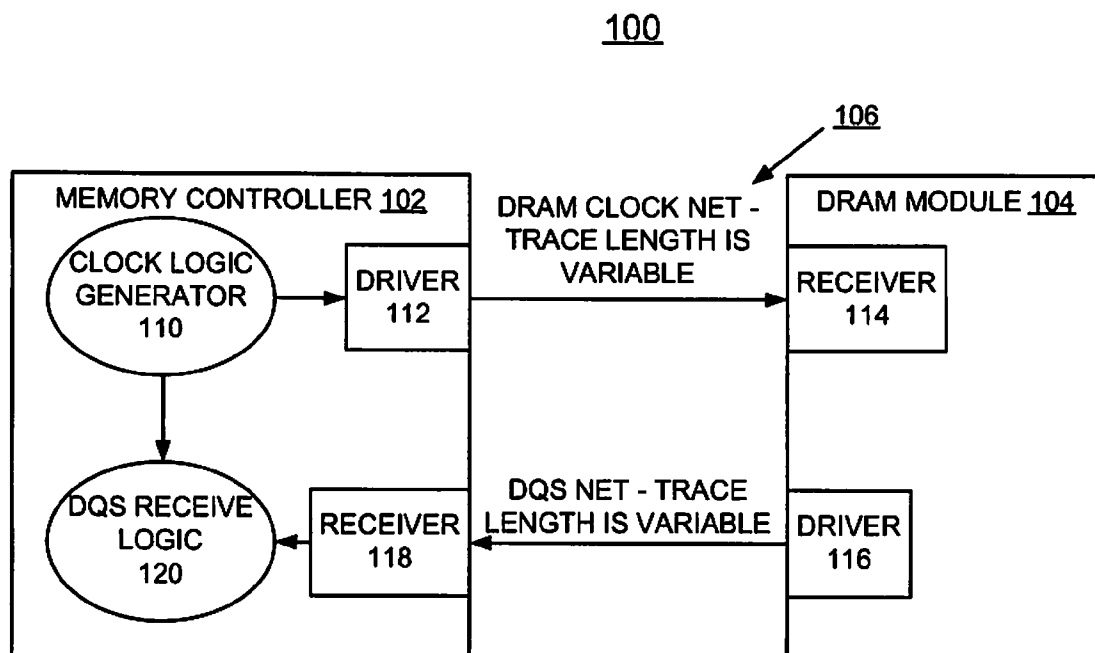 100
106
MEMORY CONTROLLER 102
DRAM CLOCK NET -
TRACE LENGTH IS
VARIABLE
DRAM MODULE 104
CLOCK LOGIC
GENERATOR
110
DRIVER
112
RECEIVER
114
DQS RECEIVE
LOGIC
120
RECEIVER
118
DQS NET - TRACE
LENGTH IS VARIABLE
DRIVER
116